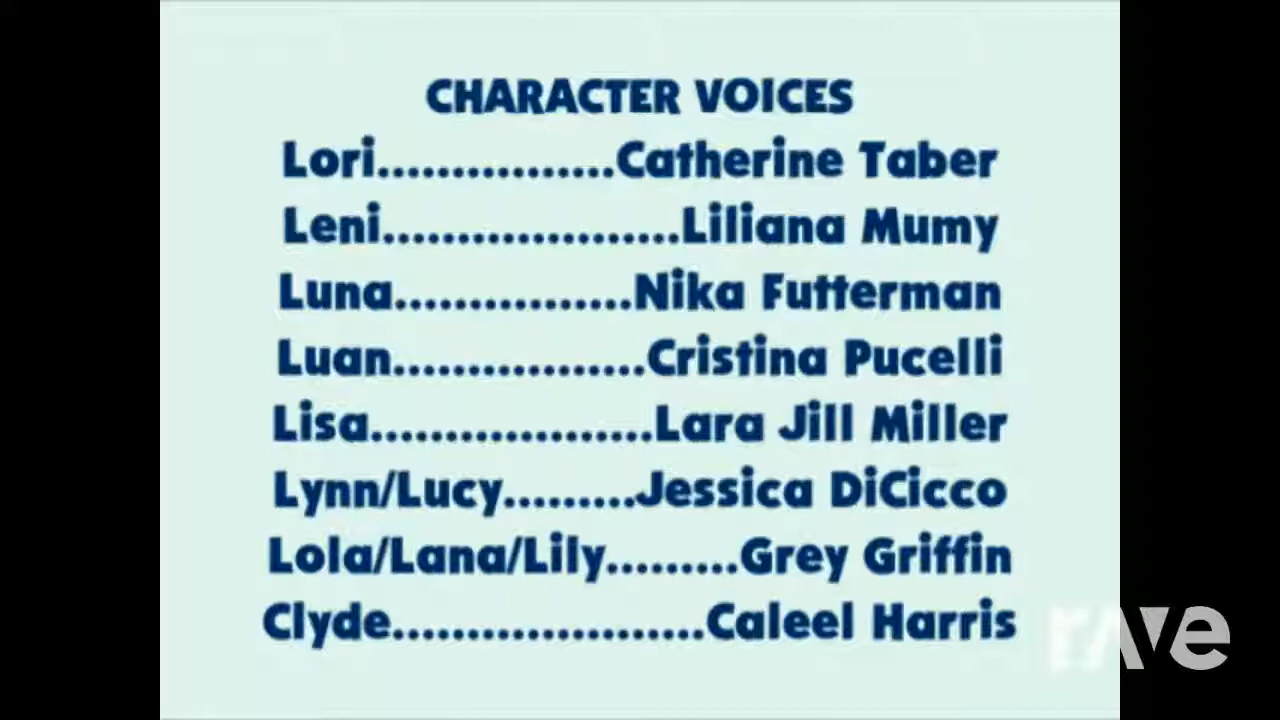 CHARACTER VOICES
Lori................Catherine Taber
Leni....................Liliana Mumy
Luna................Nika Futterman
Luan.................Cristina Pucelli
Lisa...................Lara Jill Miller
Lynn/Lucy.........Jessica DiCicco
Lola/Lana/Lily.........Grey Griffin
Clyde.....................Caleel Harris
rave